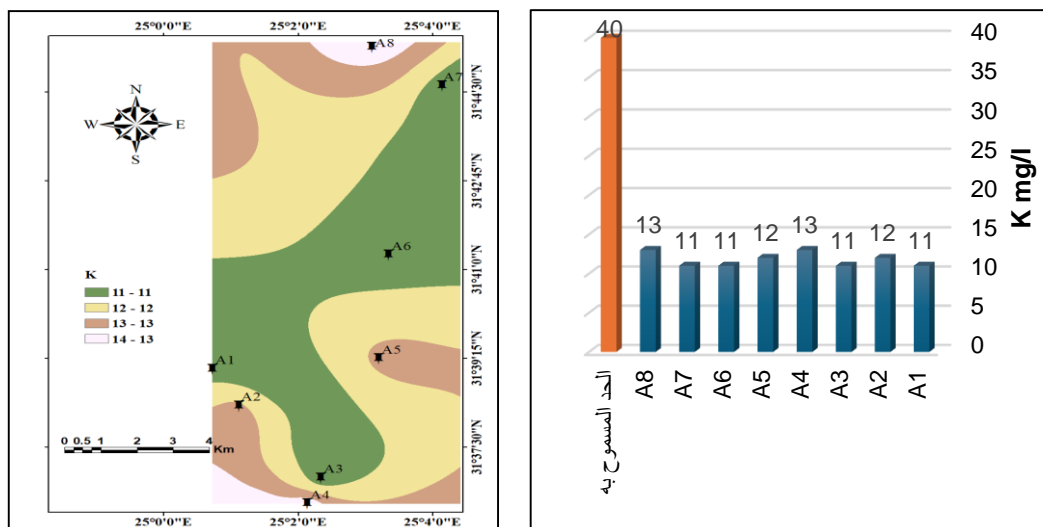 25°0'0"E 25°2'0"E 25°4'0"E
A8
A7
31°44'30"N
N
W E
S
31°42'45"N
A6
31°41'0"N
K
11 - 11
12 - 12
13 - 13
14 - 13
A5
31°39'15"N
A1
A2
31°37'30"N
0 0.5 1 2 3 4
Km
A3
A4
25°0'0"E 25°2'0"E 25°4'0"E
40
13 11 11 12 13 11 12 11
40
35
30
25
20
15
10
5
0
K mg/l
الحد المسموح به
A8 A7 A6 A5 A4 A3 A2 A1